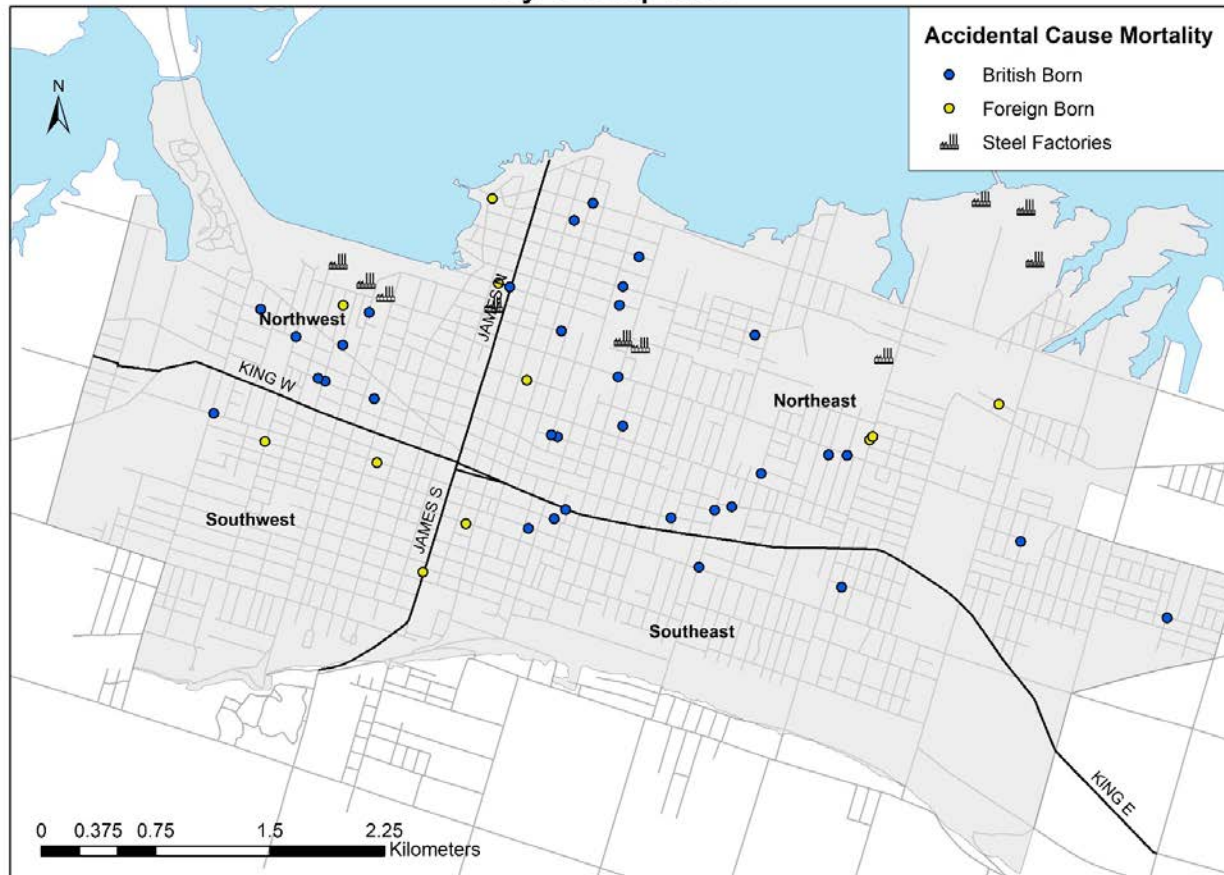 Accidental Cause Mortality
British Born
Foreign Born
Steel Factories
N
JAMES N
Northwest
KING W
Northeast
Southwest
JAMES S
Southeast
KING E
0 0.375 0.75 1.5 2.25
Kilometers